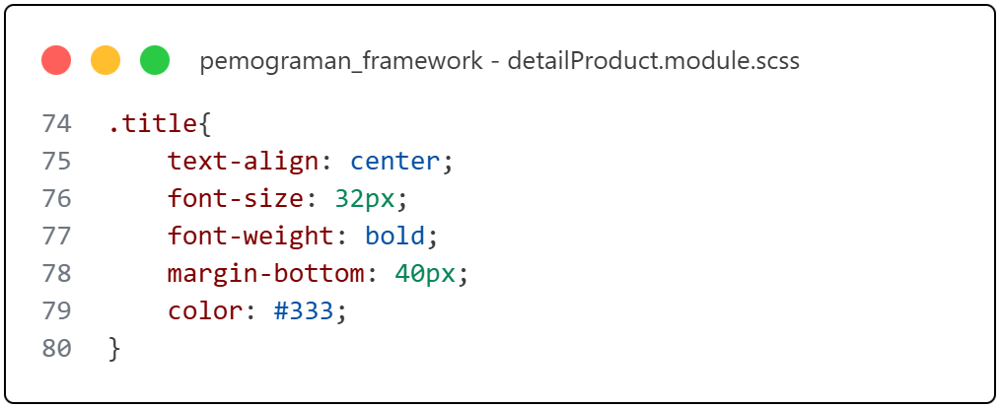 pemograman_framework - detailProduct.module.scss
74 .title{
75     text-align: center;
76     font-size: 32px;
77     font-weight: bold;
78     margin-bottom: 40px;
79     color: #333;
80 }